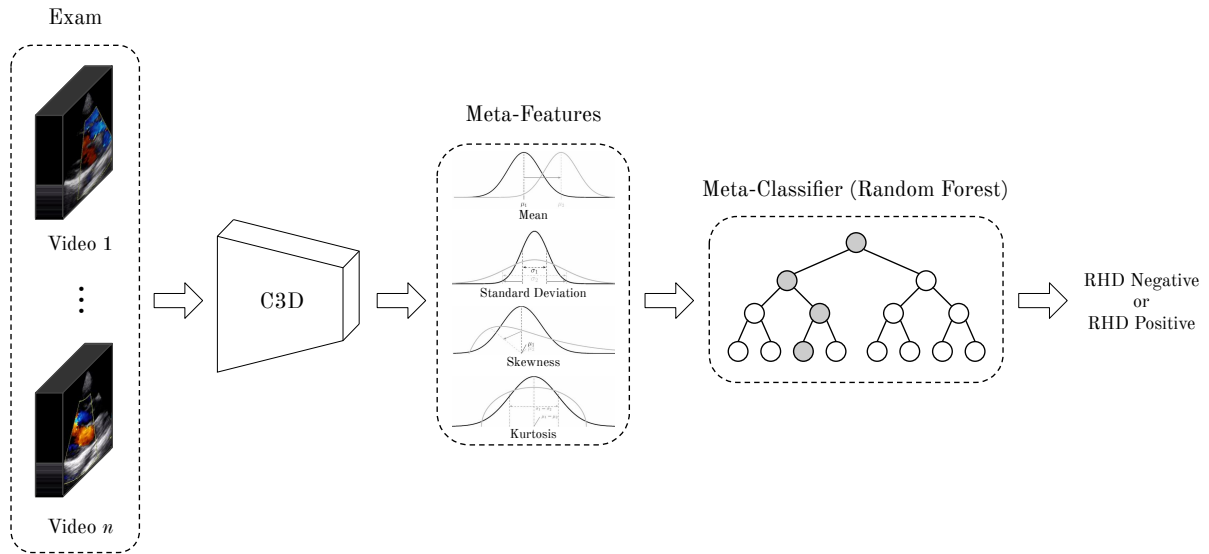 Exam
Video 1
Video n
C3D
Meta-Features
Mean
σ₁
Standard Deviation
Skewness
Kurtosis
Meta-Classifier (Random Forest)
RHD Negative
or
RHD Positive